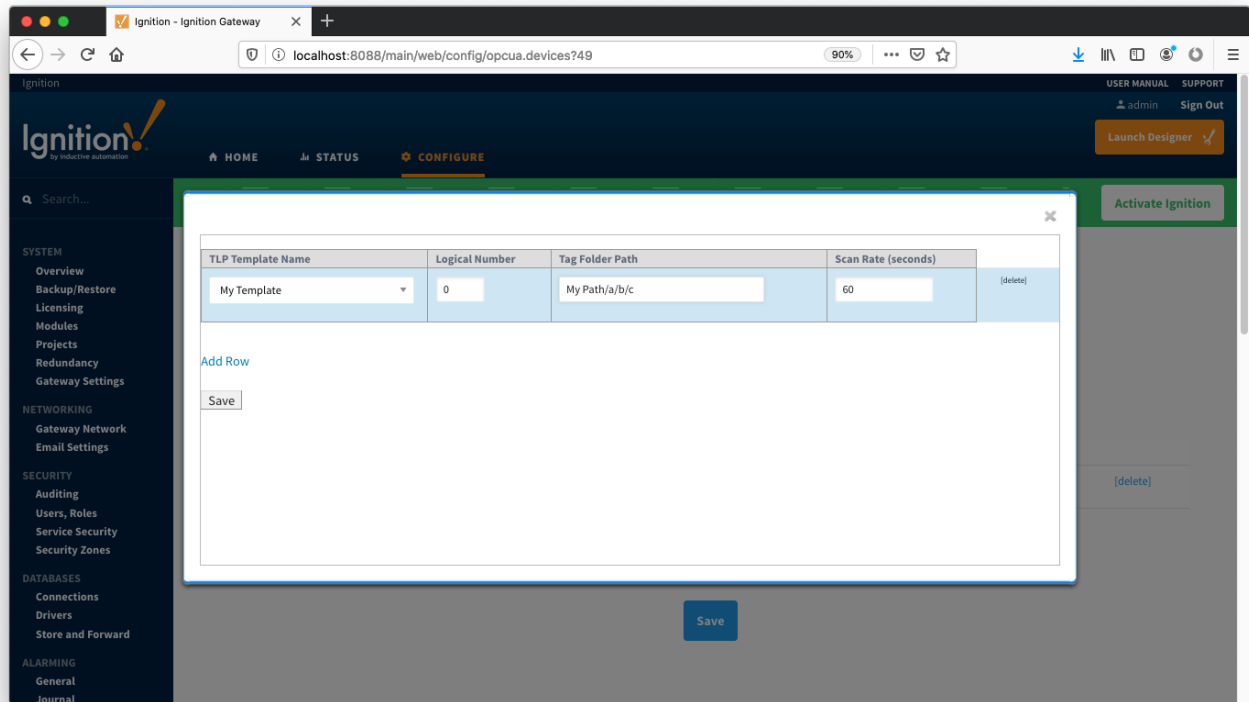 Ignition - Ignition Gateway
localhost:8088/main/web/config/opcua.devices?49
90%
Ignition
USER MANUAL SUPPORT
admin Sign Out
Ignition!
by inductive automation
Launch Designer
HOME STATUS CONFIGURE
Search...
Activate Ignition
SYSTEM
Overview
Backup/Restore
Licensing
Modules
Projects
Redundancy
Gateway Settings
NETWORKING
Gateway Network
Email Settings
SECURITY
Auditing
Users, Roles
Service Security
Security Zones
DATABASES
Connections
Drivers
Store and Forward
ALARMING
General
Journal
TLP Template Name Logical Number Tag Folder Path Scan Rate (seconds)
My Template 0 My Path/a/b/c 60 [delete]
Add Row
Save
[delete]
Save